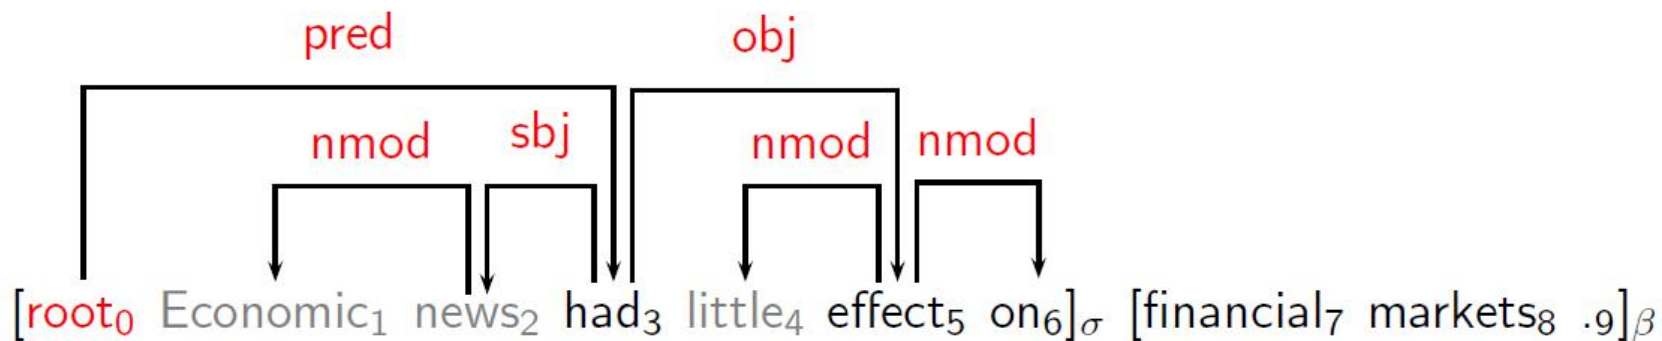 pred obj
nmod sbj nmod nmod
[root₀ Economic₁ news₂ had₃ little₄ effect₅ on₆]σ [financial₇ markets₈ .₉]β